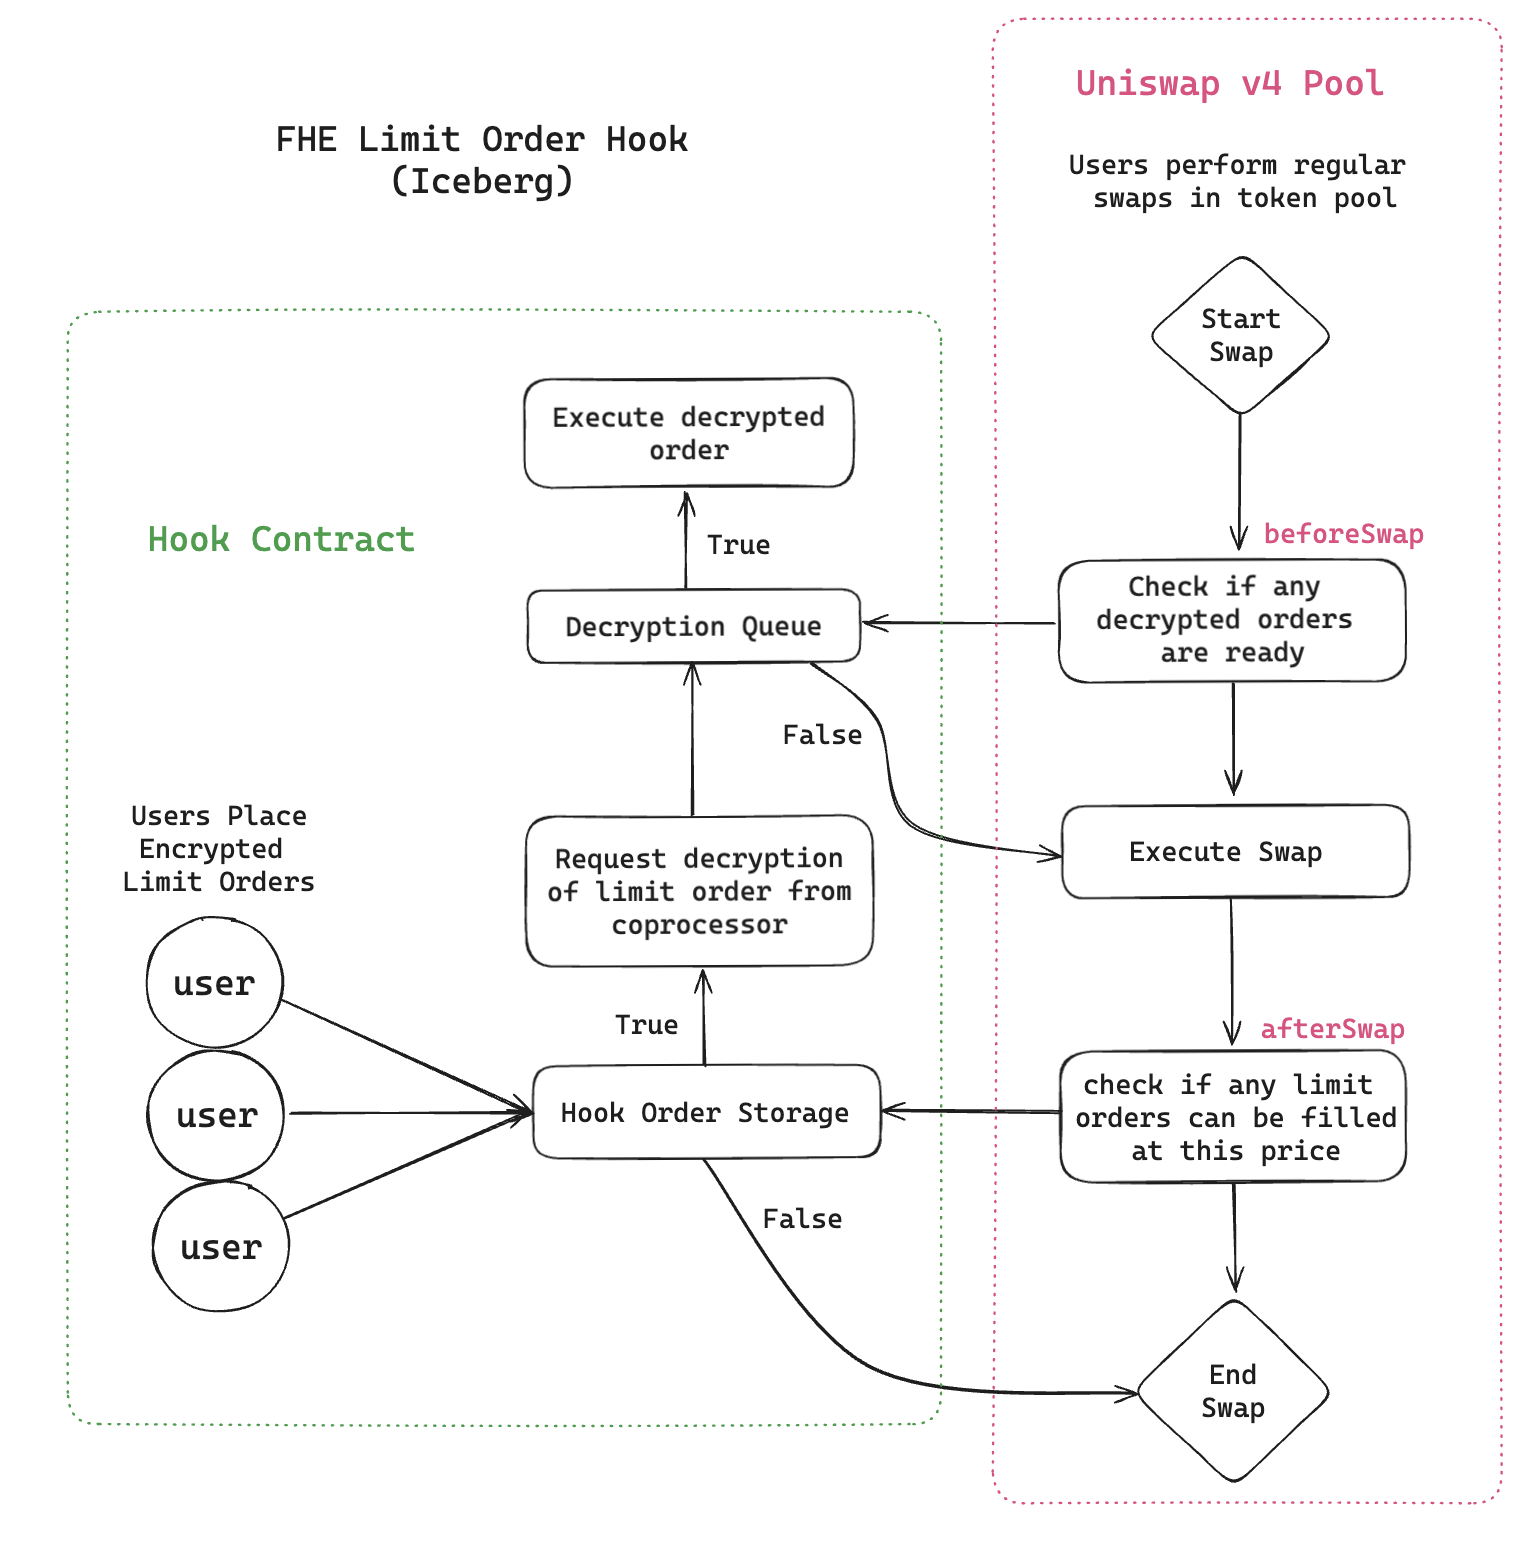 FHE Limit Order Hook
(Iceberg)
Uniswap v4 Pool
Users perform regular
swaps in token pool
Start
Swap
beforeSwap
Check if any
decrypted orders
are ready
Execute Swap
afterSwap
check if any limit
orders can be filled
at this price
End
Swap
Hook Contract
Execute decrypted
order
True
Decryption Queue
False
Request decryption
of limit order from
coprocessor
True
Hook Order Storage
False
Users Place
Encrypted
Limit Orders
user
user
user